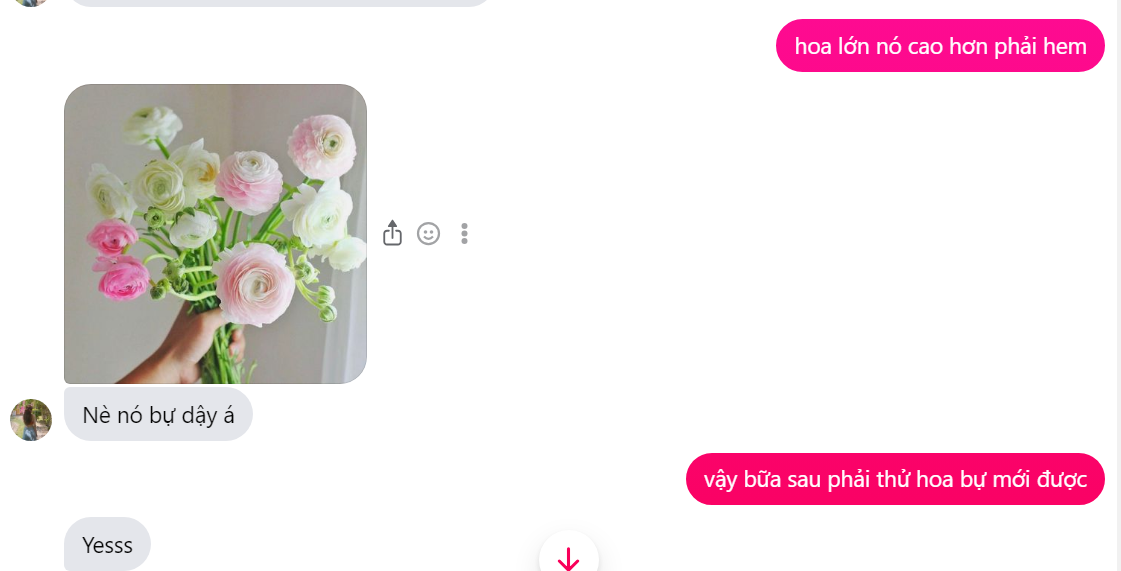 hoa lớn nó cao hơn phải hem
Nè nó bự dậy á
vậy bữa sau phải thử hoa bự mới được
Yesss